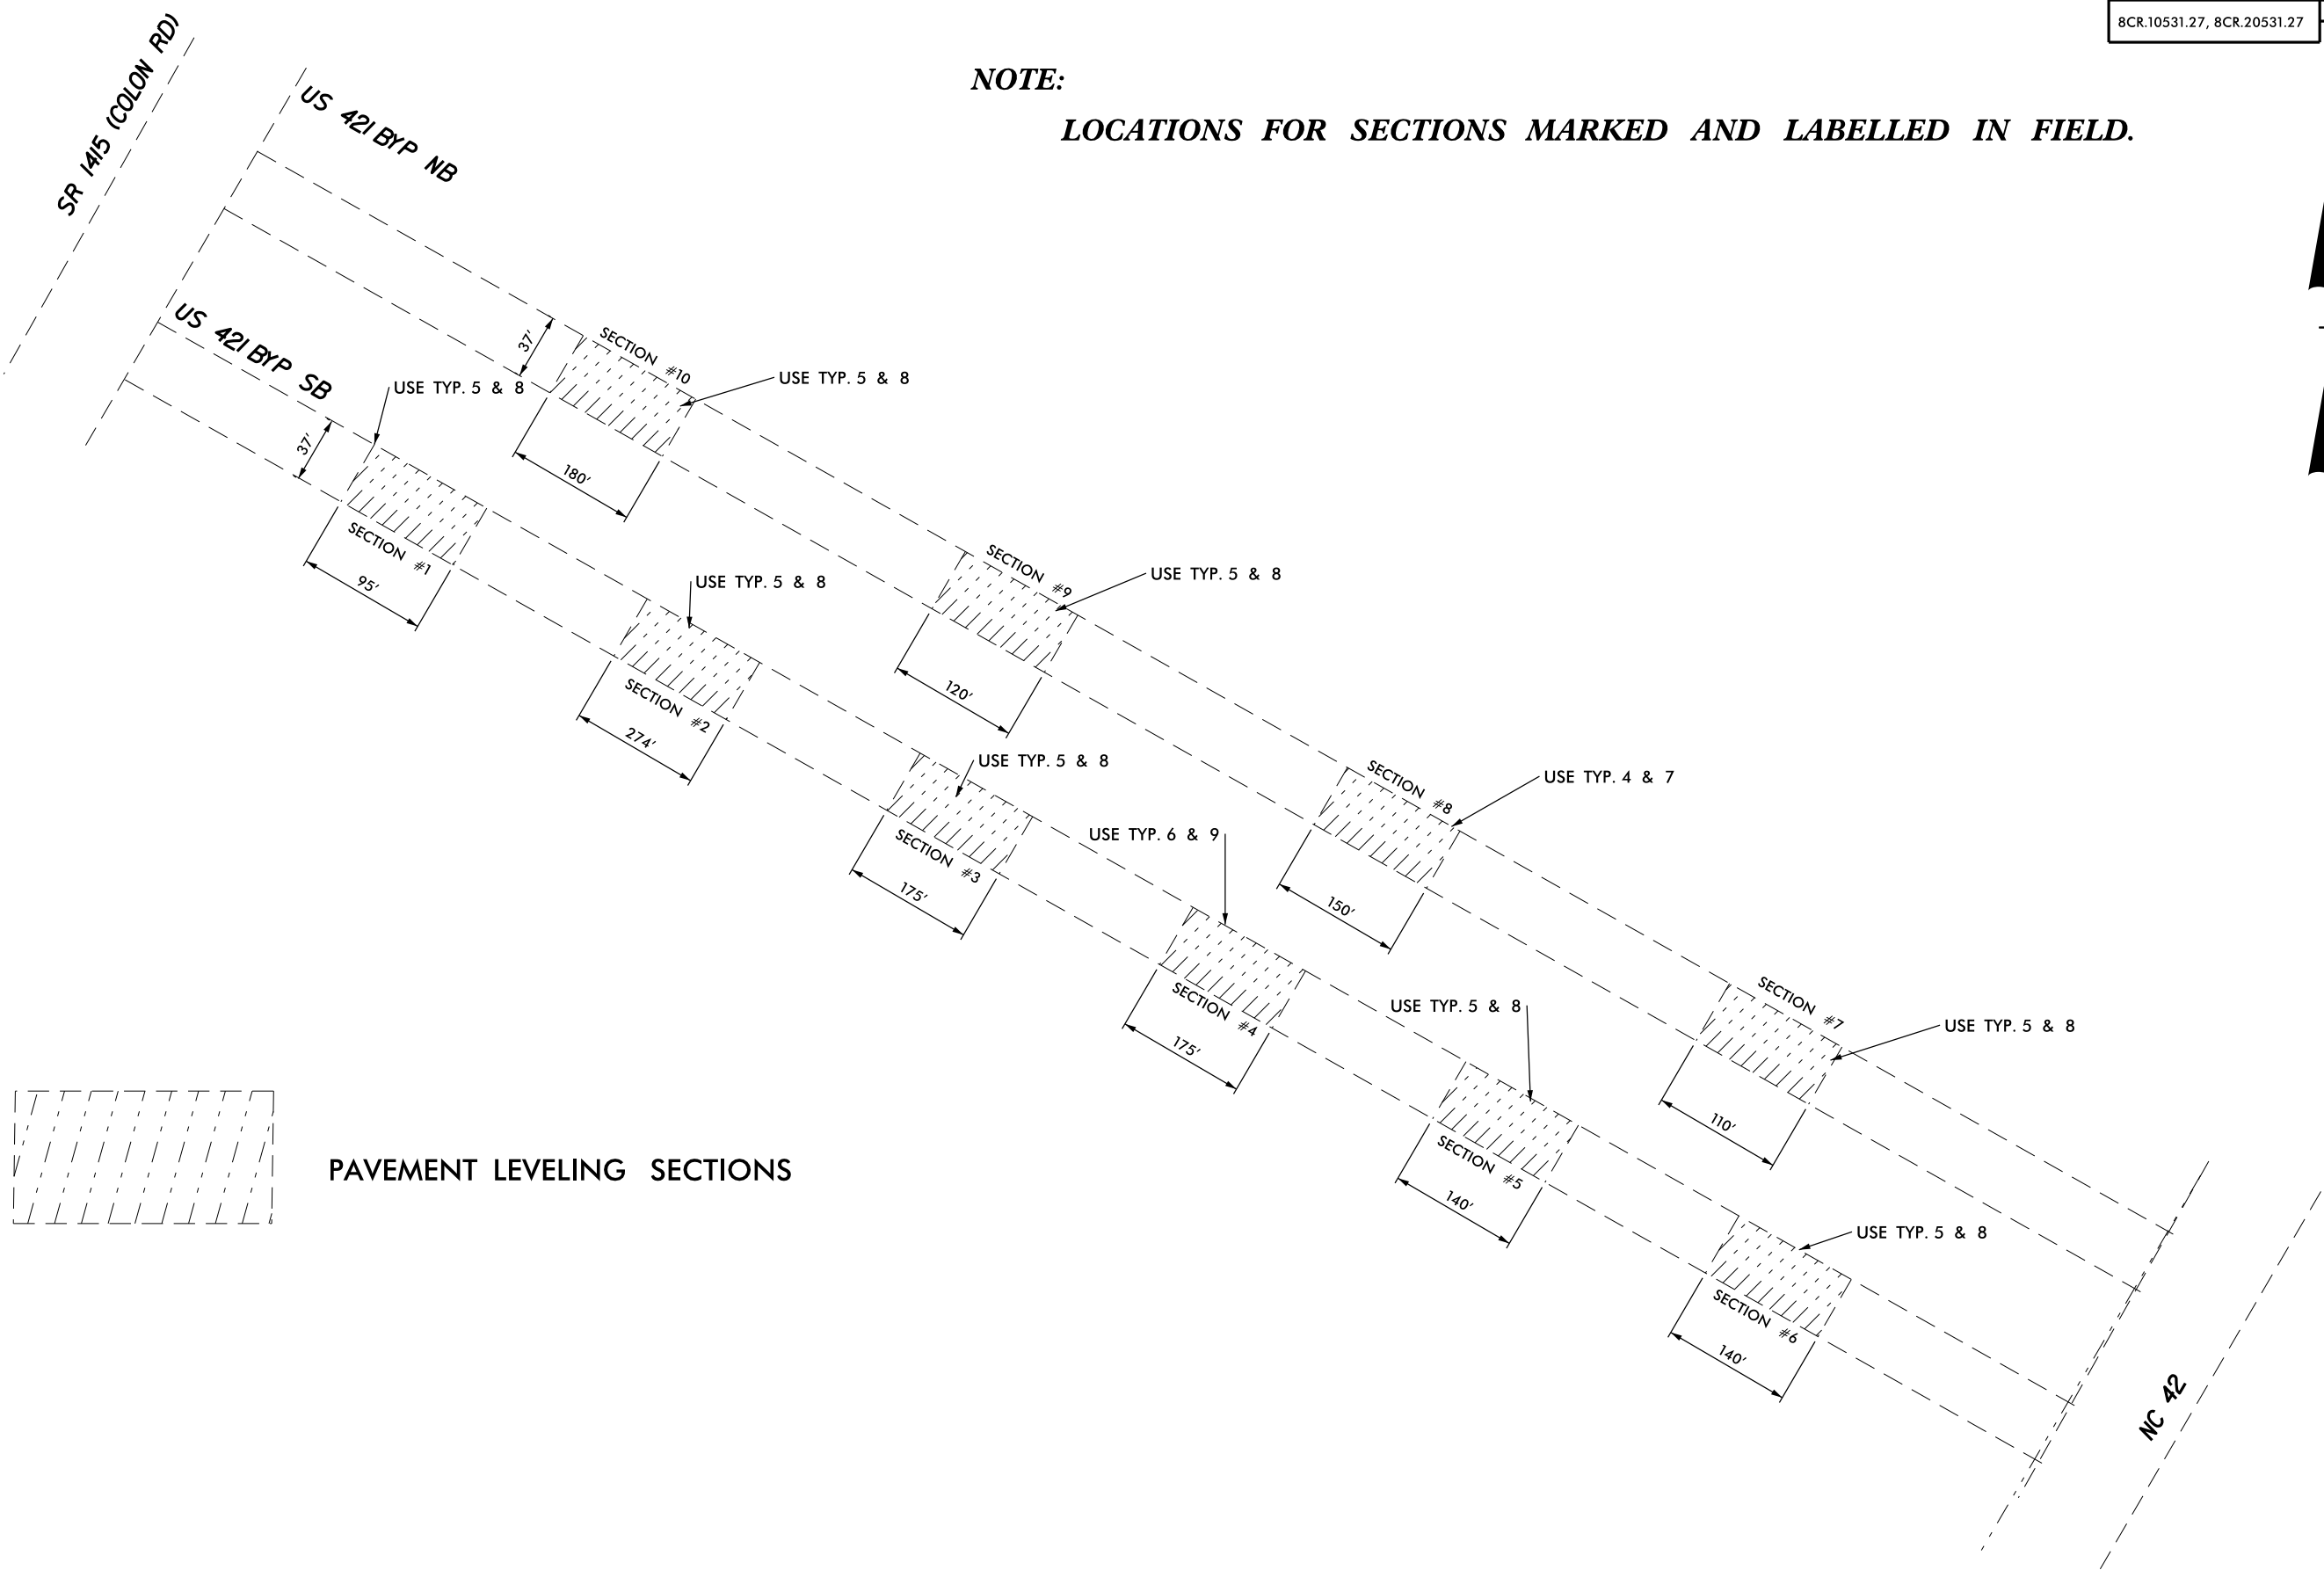 8CR.10531.27, 8CR.20531.27
NOTE:
LOCATIONS FOR SECTIONS MARKED AND LABELLED IN FIELD.
SR 1415 (COLON RD)
US 421 BYP NB
US 421 BYP SB
37'
SECTION #10
USE TYP. 5 & 8
180'
USE TYP. 5 & 8
37'
SECTION #1
95'
USE TYP. 5 & 8
SECTION #2
274'
SECTION #9
USE TYP. 5 & 8
120'
USE TYP. 5 & 8
SECTION #3
175'
SECTION #8
USE TYP. 4 & 7
150'
USE TYP. 6 & 9
SECTION #4
175'
SECTION #7
USE TYP. 5 & 8
110'
USE TYP. 5 & 8
SECTION #5
140'
USE TYP. 5 & 8
SECTION #6
140'
NC 42
PAVEMENT LEVELING SECTIONS